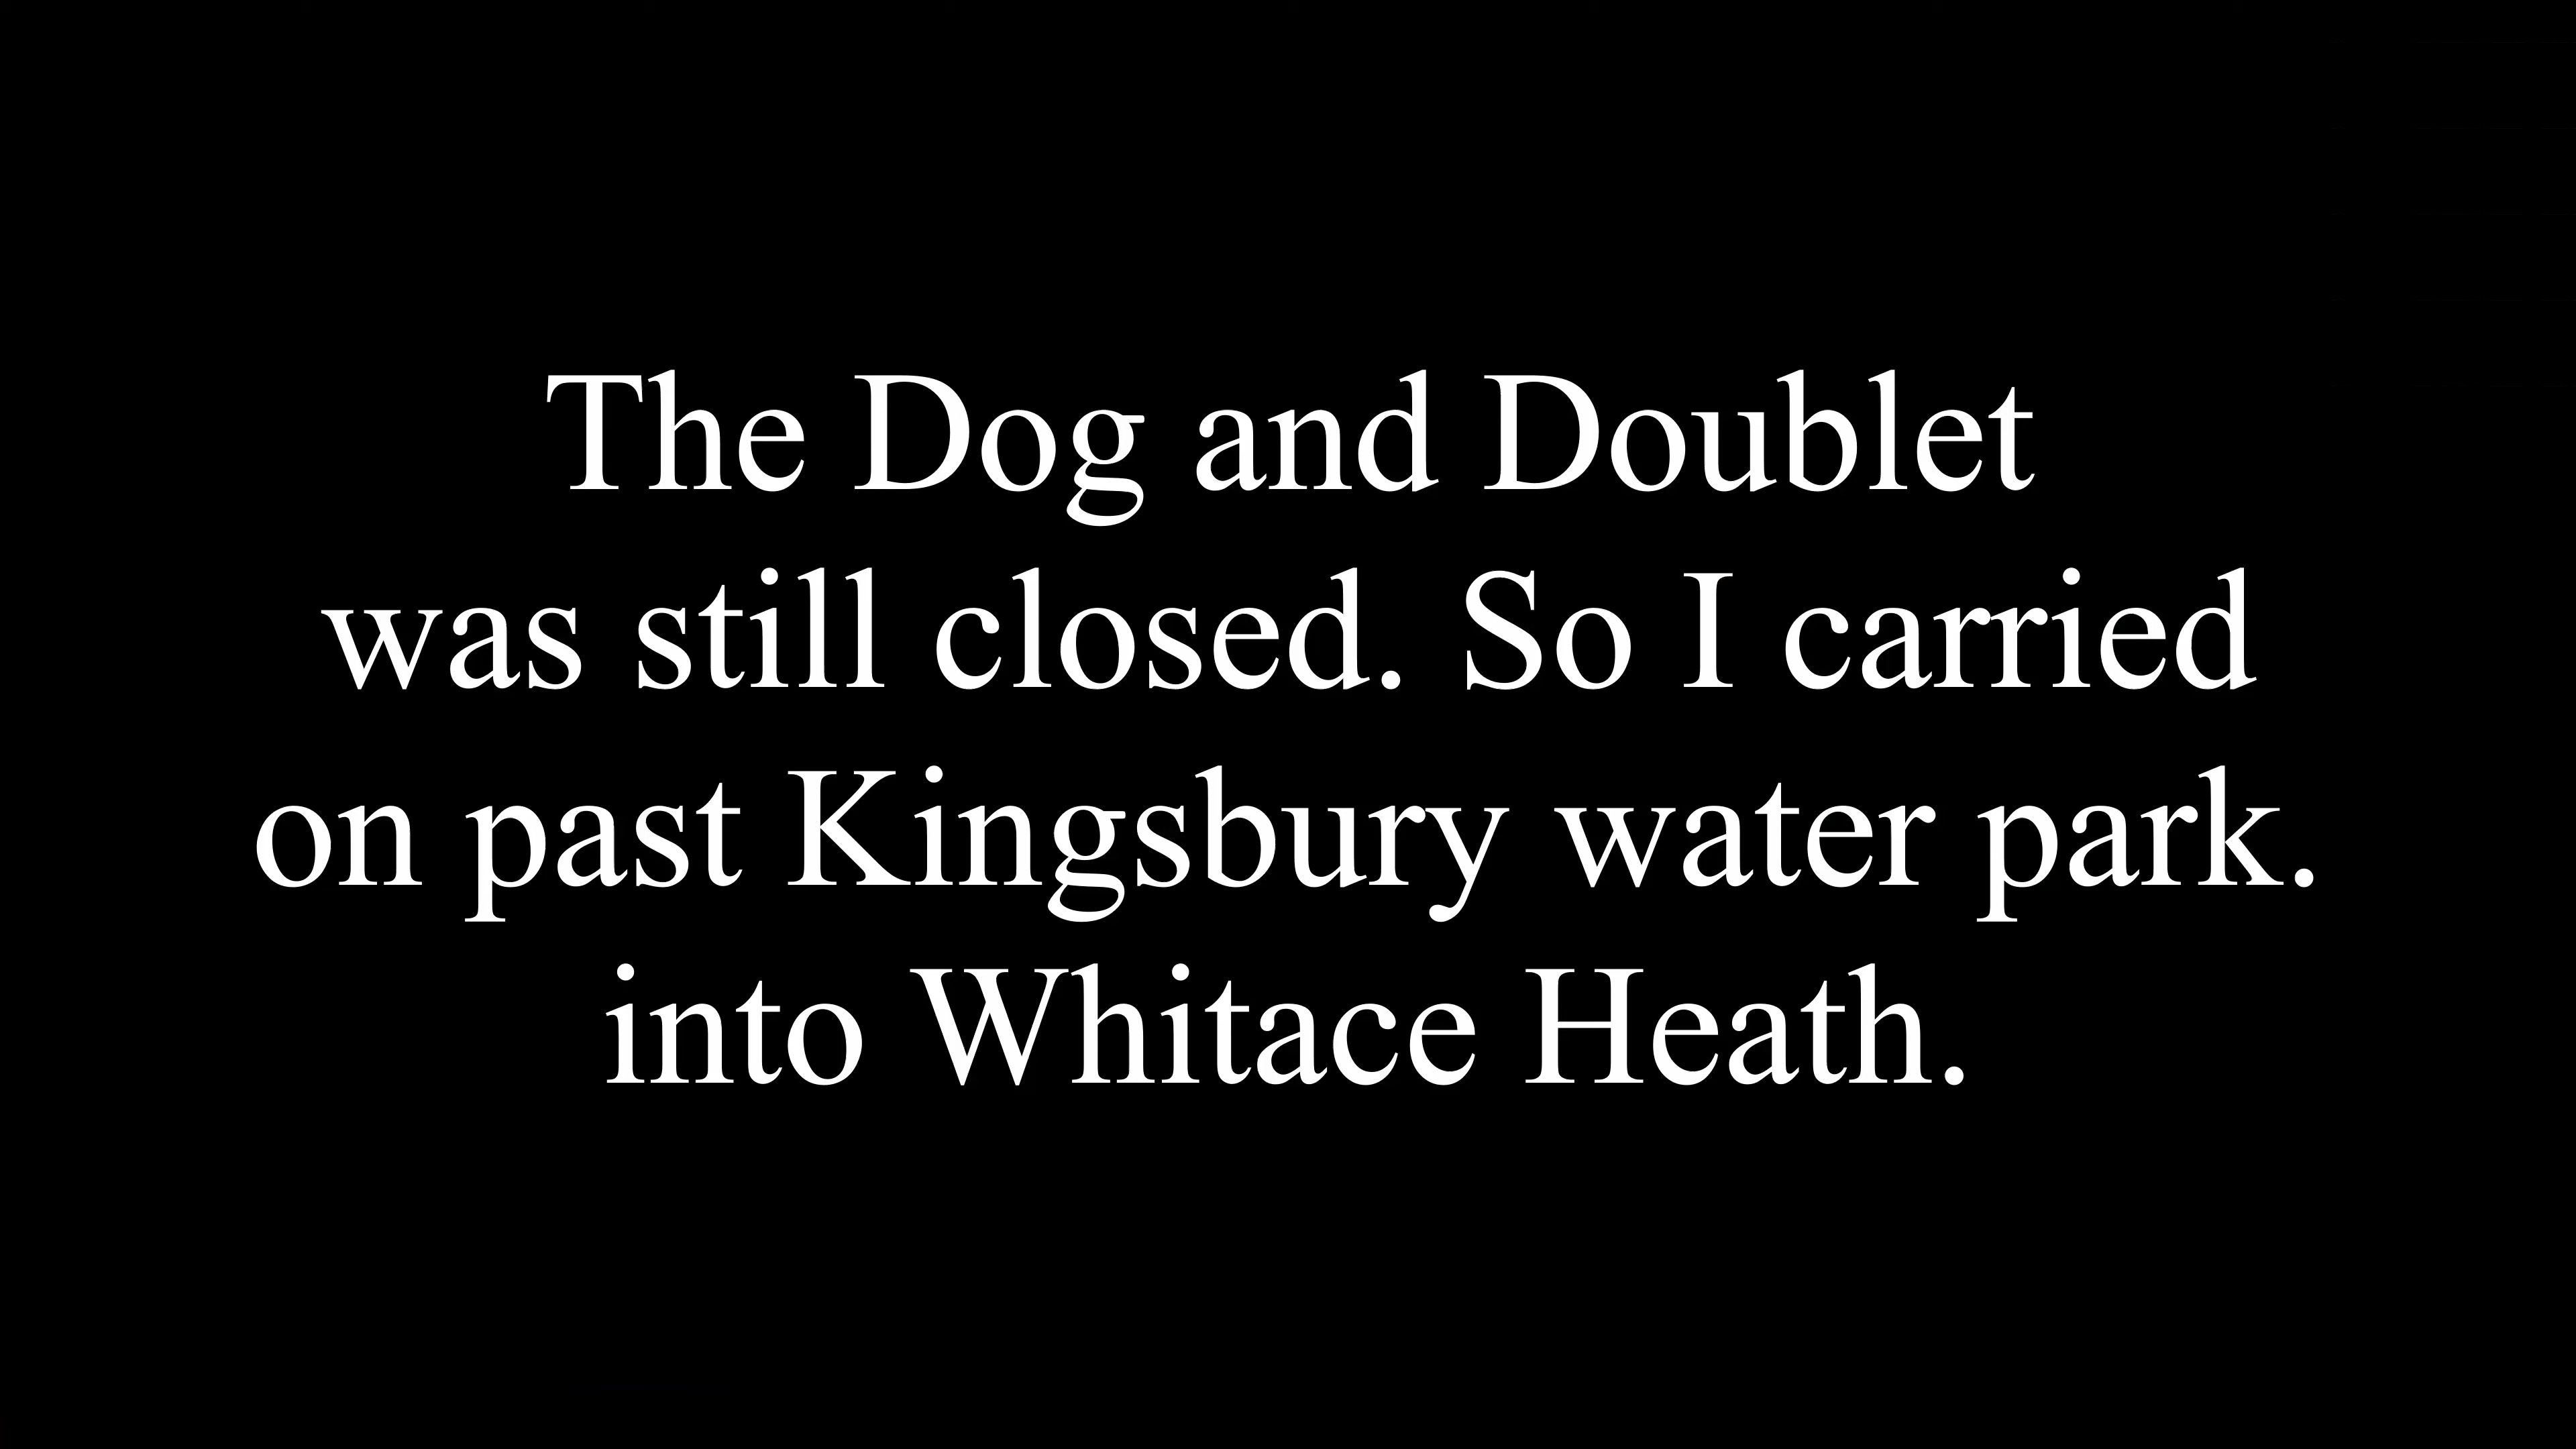 The Dog and Doublet
was still closed. So I carried
on past Kingsbury water park.
into Whitace Heath.